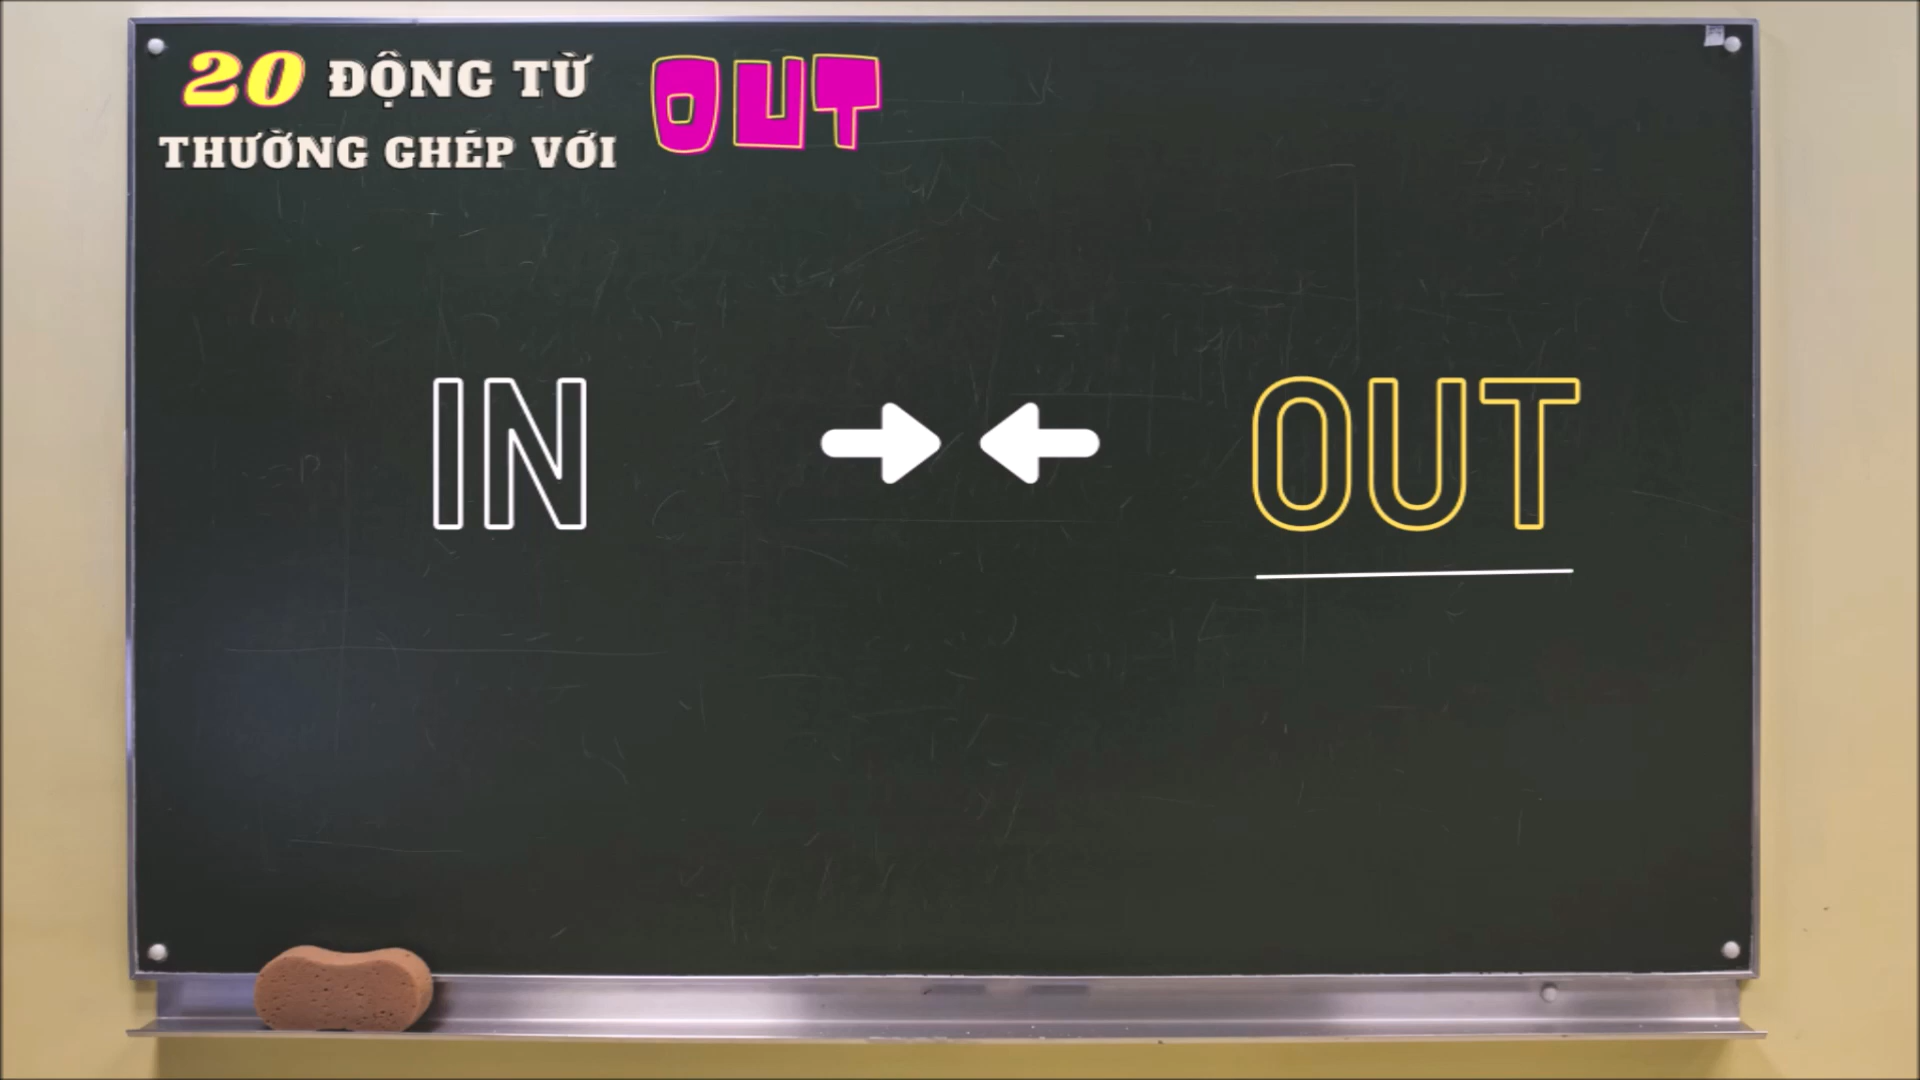 20 ĐỘNG TỪ
THƯỜNG GHÉP VỚI
OUT
IN
OUT